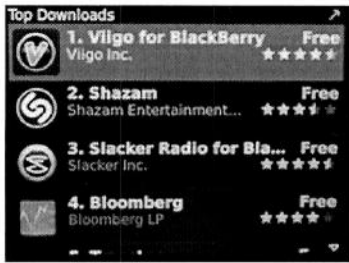 Top Downloads
1. Viigo for BlackBerry Free
Viigo Inc.
2. Shazam Free
Shazam Entertainment...
3. Slacker Radio for Bla... Free
Slacker Inc.
4. Bloomberg Free
Bloomberg LP